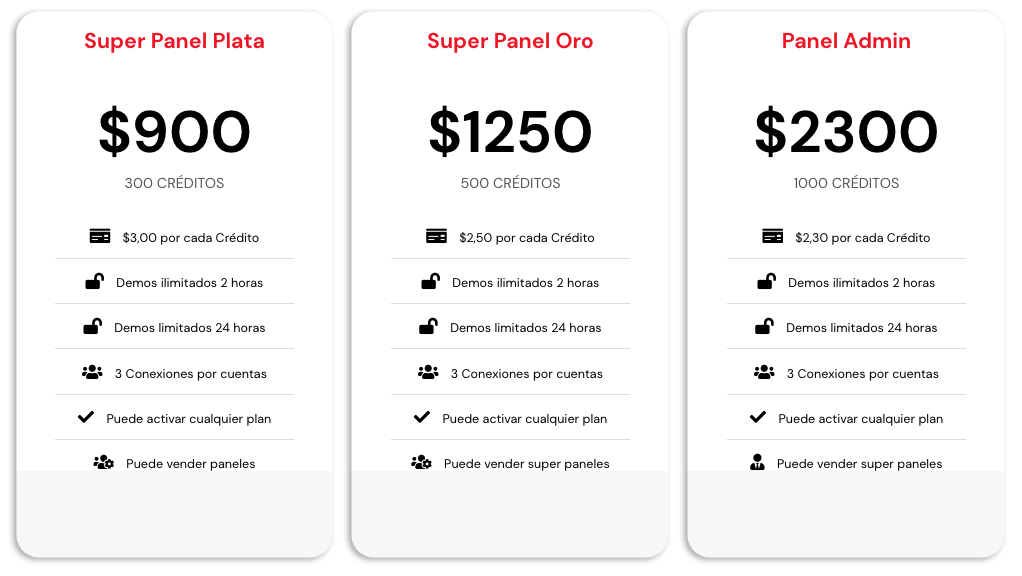 Super Panel Plata
$900
300 CRÉDITOS
$3,00 por cada Crédito
Demos ilimitados 2 horas
Demos limitados 24 horas
3 Conexiones por cuentas
Puede activar cualquier plan
Puede vender paneles
Super Panel Oro
$1250
500 CRÉDITOS
$2,50 por cada Crédito
Demos ilimitados 2 horas
Demos limitados 24 horas
3 Conexiones por cuentas
Puede activar cualquier plan
Puede vender super paneles
Panel Admin
$2300
1000 CRÉDITOS
$2,30 por cada Crédito
Demos ilimitados 2 horas
Demos limitados 24 horas
3 Conexiones por cuentas
Puede activar cualquier plan
Puede vender super paneles